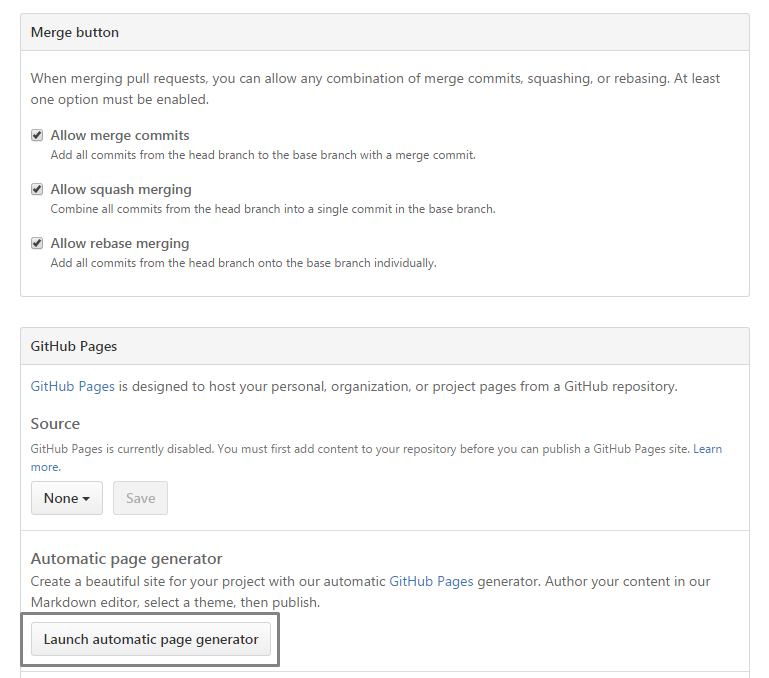 Merge button
When merging pull requests, you can allow any combination of merge commits, squashing, or rebasing. At least
one option must be enabled.
Allow merge commits
Add all commits from the head branch to the base branch with a merge commit.
Allow squash merging
Combine all commits from the head branch into a single commit in the base branch.
Allow rebase merging
Add all commits from the head branch onto the base branch individually.
GitHub Pages
GitHub Pages is designed to host your personal, organization, or project pages from a GitHub repository.
Source
GitHub Pages is currently disabled. You must first add content to your repository before you can publish a GitHub Pages site. Learn
more.
None Save
Automatic page generator
Create a beautiful site for your project with our automatic GitHub Pages generator. Author your content in our
Markdown editor, select a theme, then publish.
Launch automatic page generator